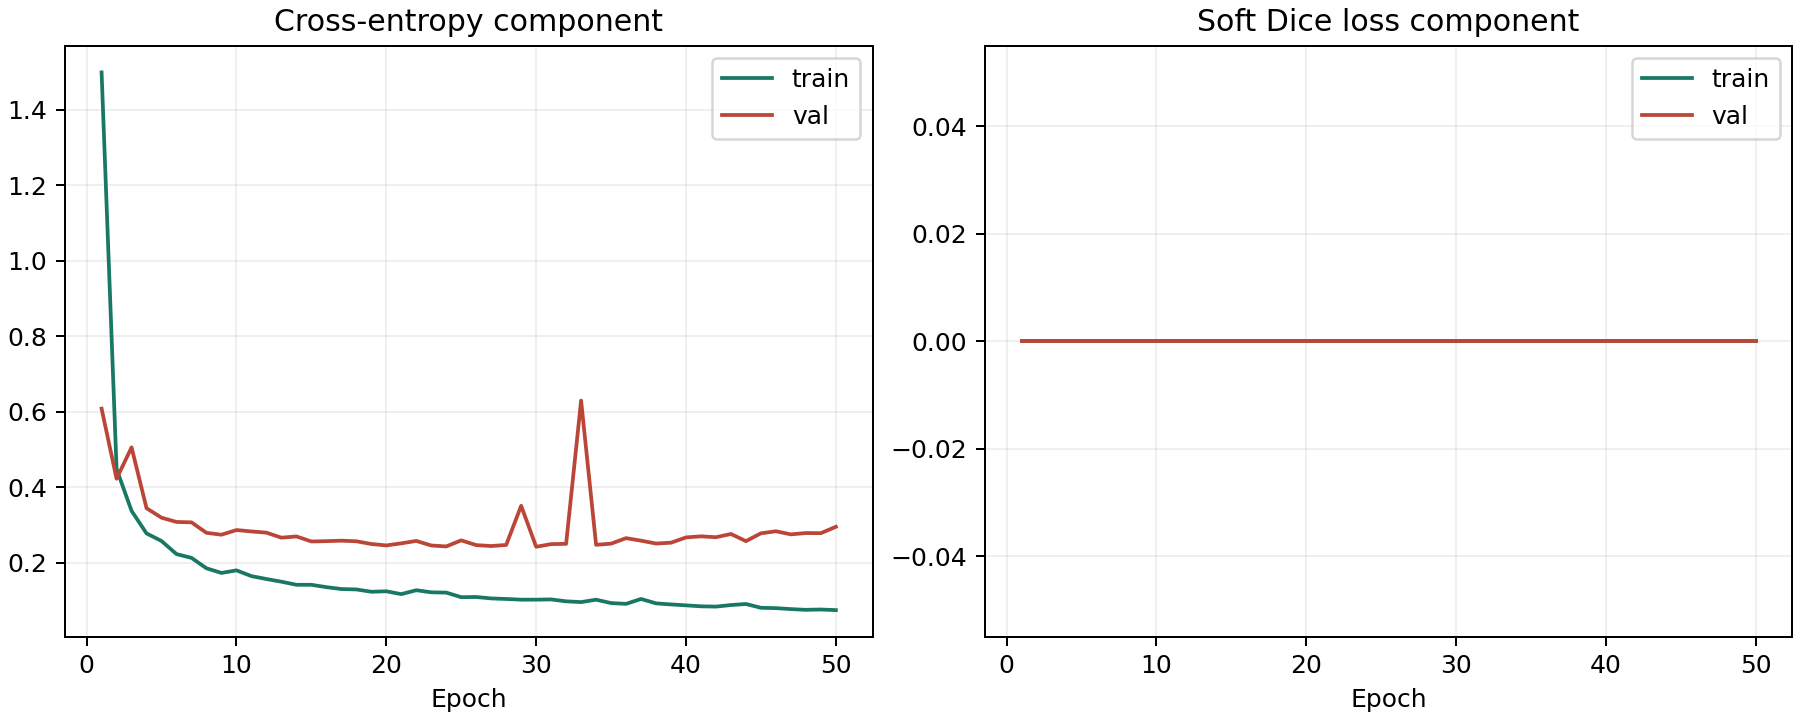 Cross-entropy component
train
val
1.4
1.2
1.0
0.8
0.6
0.4
0.2
0 10 20 30 40 50
Epoch
Soft Dice loss component
train
val
0.04
0.02
0.00
−0.02
−0.04
0 10 20 30 40 50
Epoch